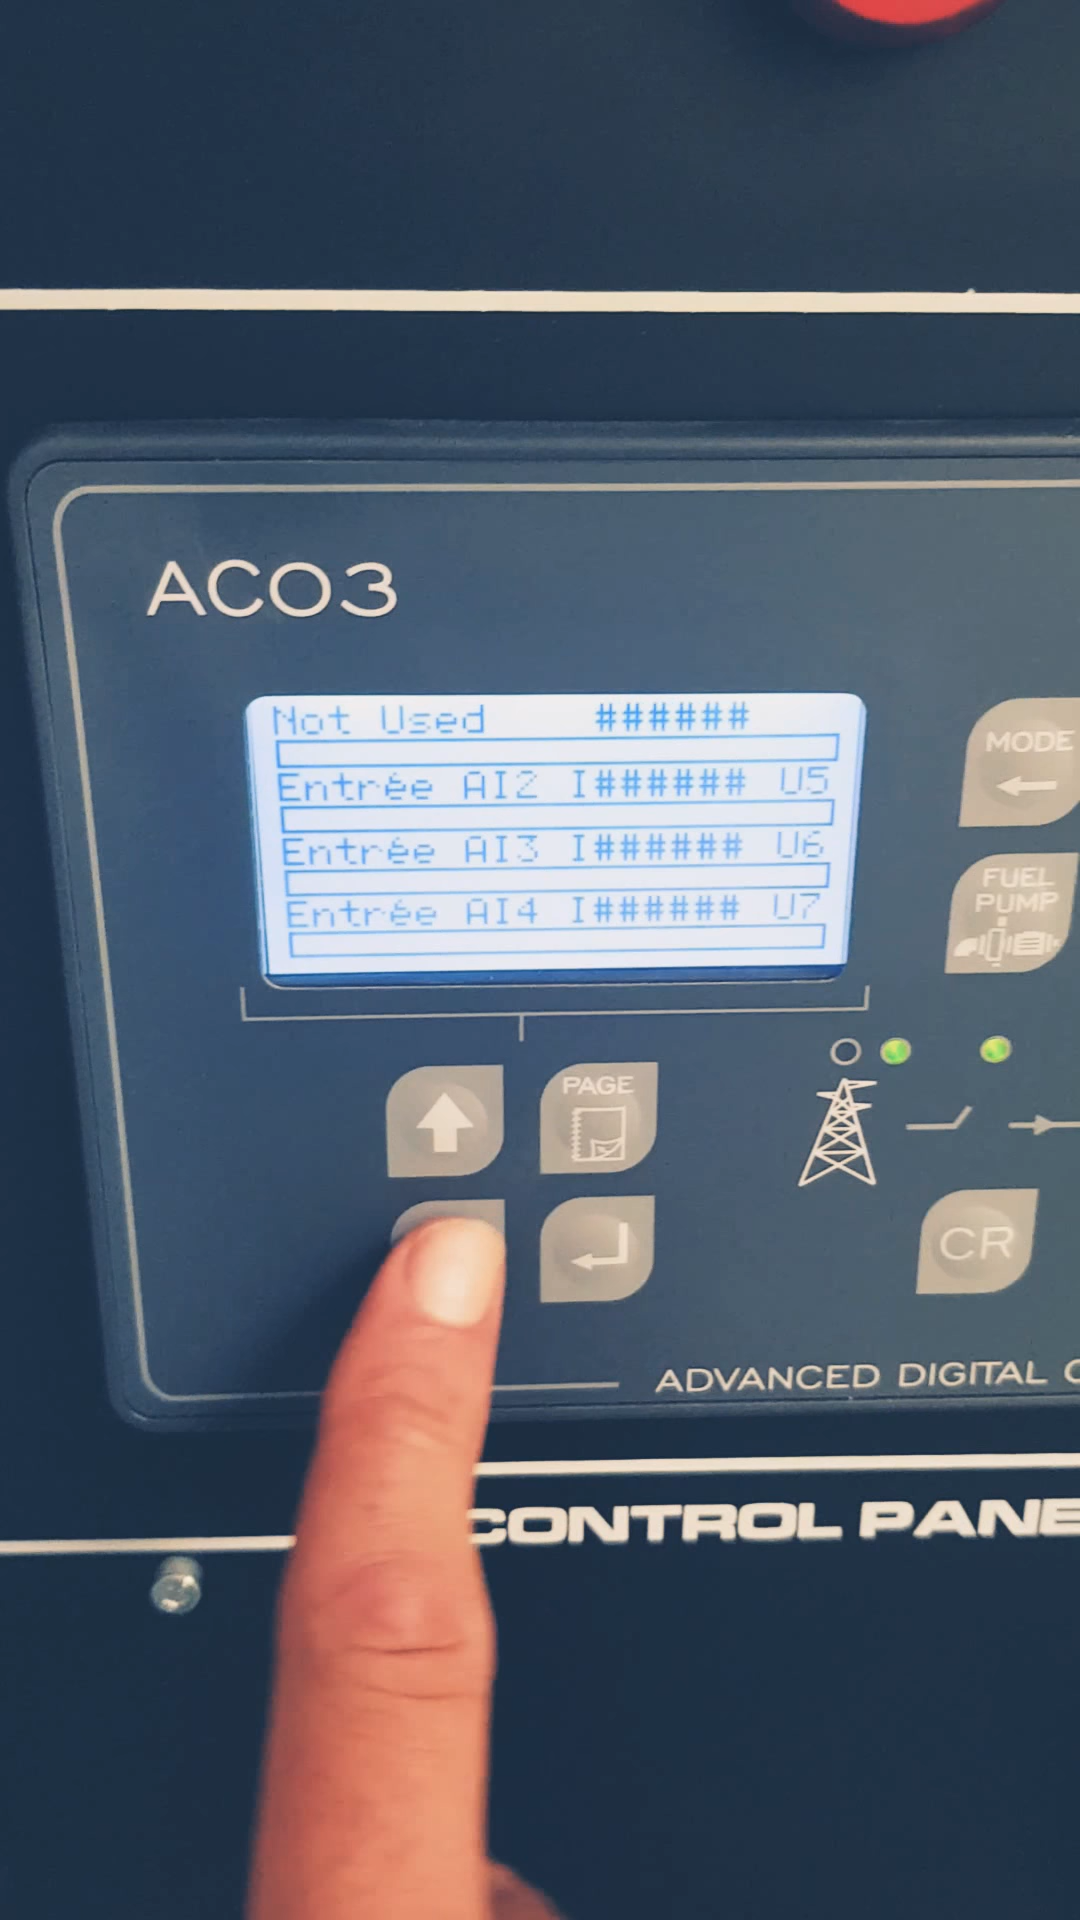 ACO3
Not Used ######
Entrée AI2 I###### U5
Entrée AI3 I###### U6
Entrée AI4 I###### U7
MODE
FUEL
PUMP
PAGE
CR
ADVANCED DIGITAL
CONTROL